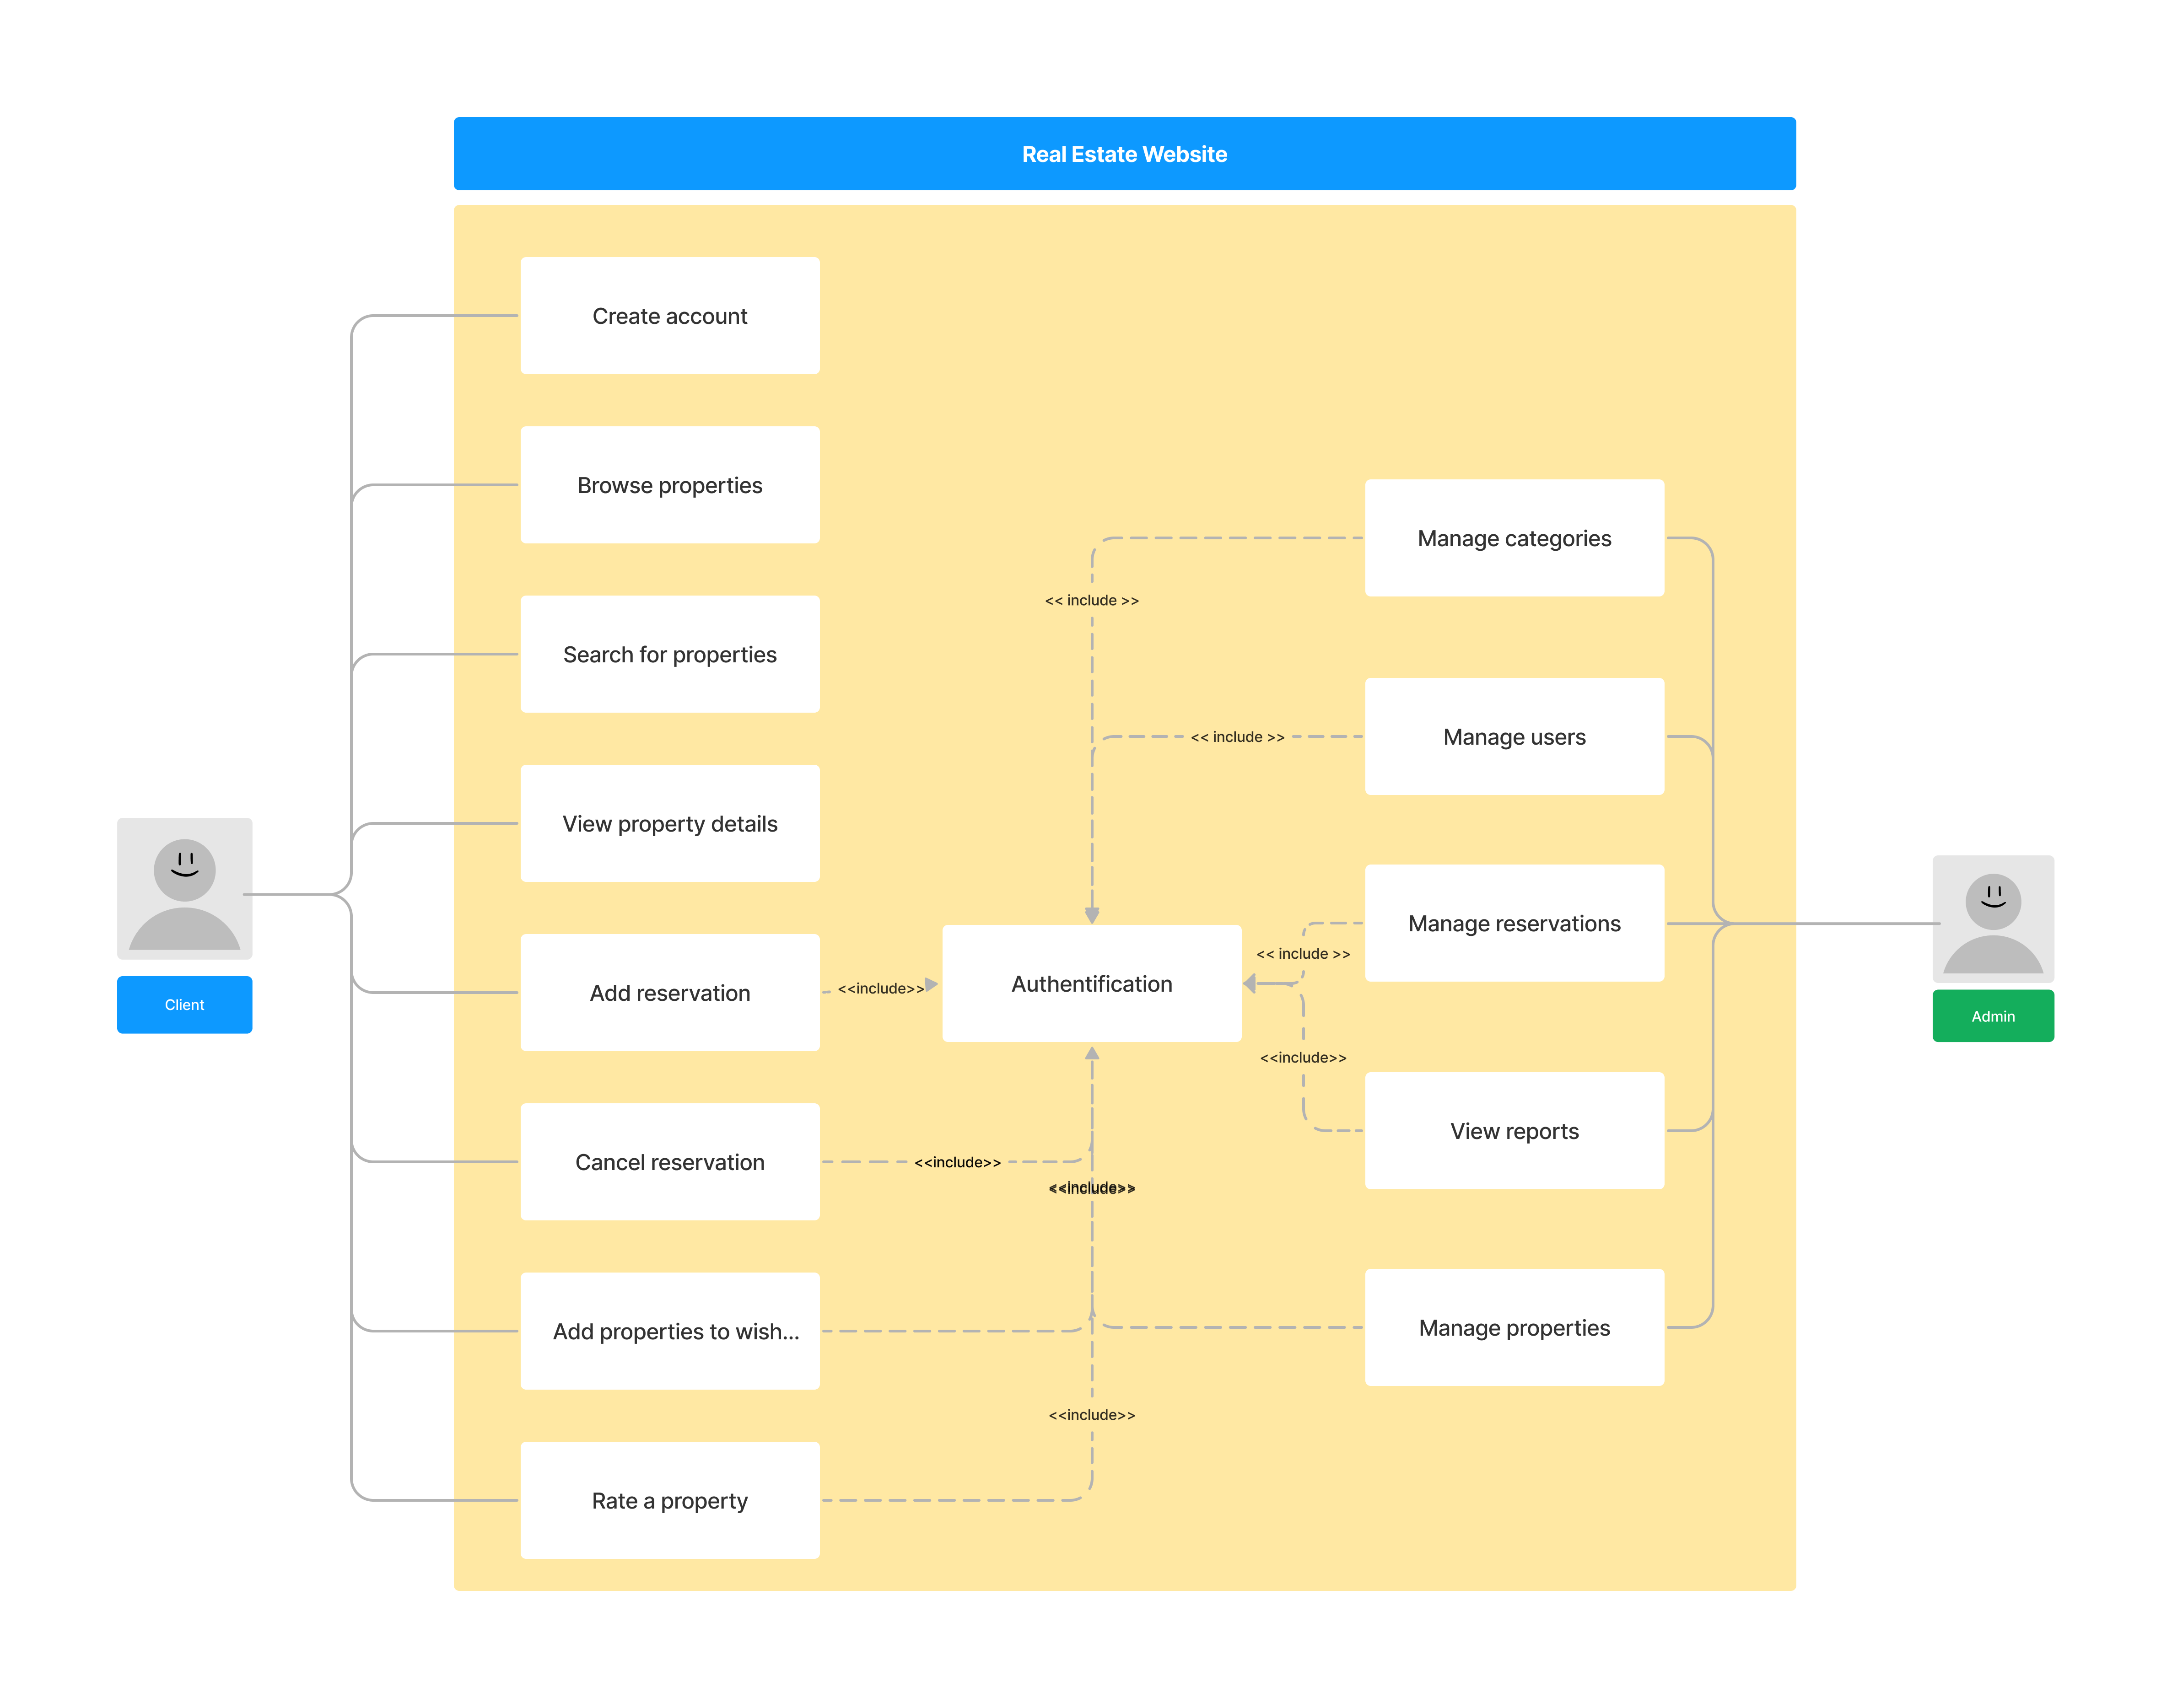 Real Estate Website
Create account
Browse properties
Manage categories
<< include >>
Search for properties
Manage users
<< include >>
View property details
Manage reservations
<< include >>
Add reservation
<<include>>
Authentification
Client
Admin
<<include>>
View reports
Cancel reservation
<<include>>
<<include>>
<<include>>
Add properties to wish...
Manage properties
<<include>>
Rate a property